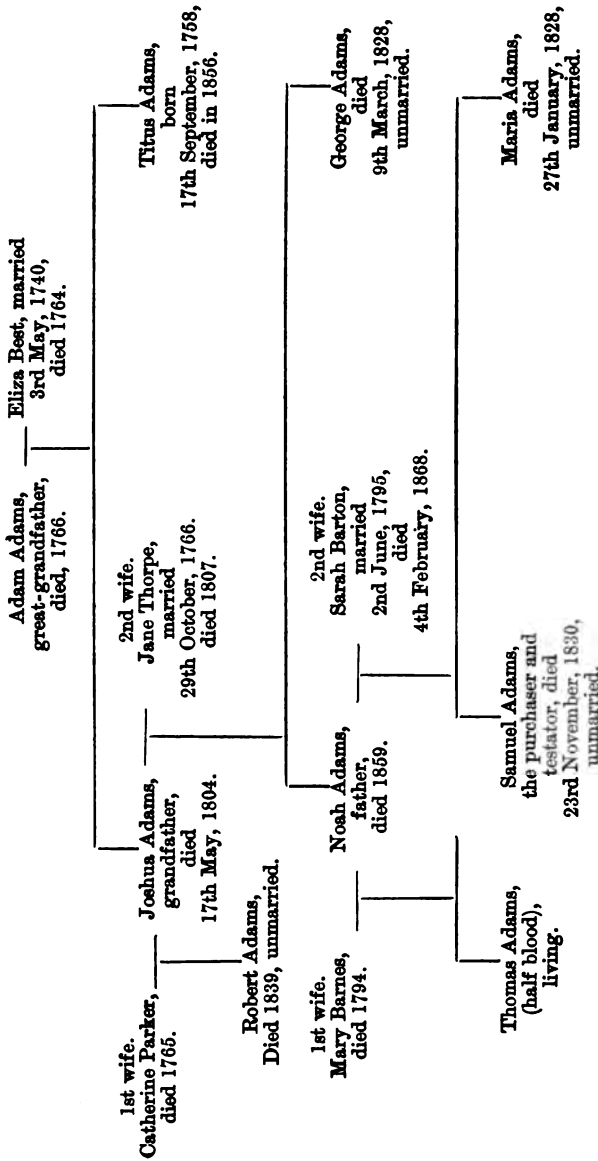 Adam Adams,
great-grandfather,
died, 1766.
Eliza Best, married
3rd May, 1740,
died 1764.
1st wife.
Catherine Parker,
died 1765.
Joshua Adams,
grandfather,
died
17th May, 1804.
2nd wife.
Jane Thorpe,
married
29th October, 1766.
died 1807.
Titus Adams,
born
17th September, 1758,
died in 1856.
Robert Adams,
Died 1839, unmarried.
1st wife.
Mary Barnes,
died 1794.
Noah Adams,
father,
died 1859.
2nd wife.
Sarah Barton,
married
2nd June, 1795,
died
4th February, 1868.
George Adams,
died
9th March, 1828,
unmarried.
Thomas Adams,
(half blood),
living.
Samuel Adams,
the purchaser and
testator, died
23rd November, 1830,
unmarried.
Maria Adams,
died
27th January, 1828,
unmarried.